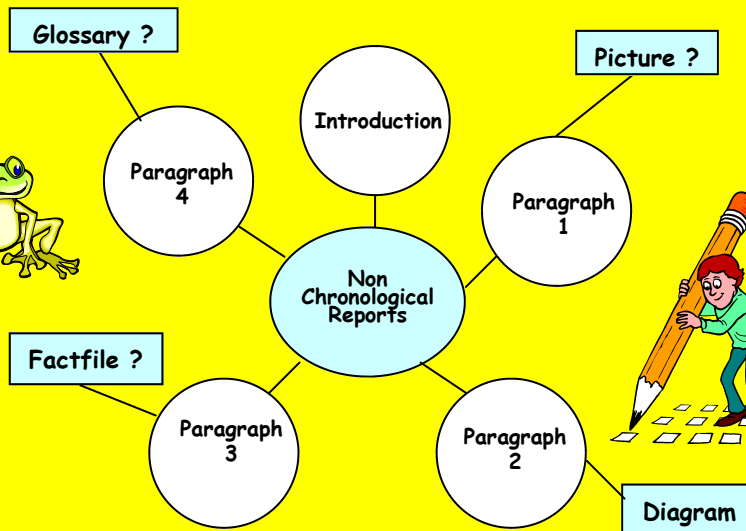 Glossary ?
Picture ?
Introduction
Paragraph
4
Paragraph
1
Non
Chronological
Reports
Factfile ?
Paragraph
3
Paragraph
2
Diagram